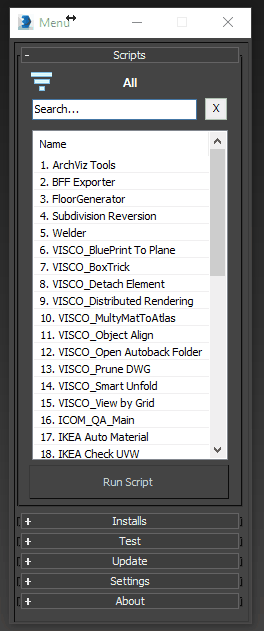 Menu
- Scripts
All
Search...
X
Name
1. ArchViz Tools
2. BFF Exporter
3. FloorGenerator
4. Subdivision Reversion
5. Welder
6. VISCO_BluePrint To Plane
7. VISCO_BoxTrick
8. VISCO_Detach Element
9. VISCO_Distributed Rendering
10. VISCO_MultyMatToAtlas
11. VISCO_Object Align
12. VISCO_Open Autoback Folder
13. VISCO_Prune DWG
14. VISCO_Smart Unfold
15. VISCO_View by Grid
16. ICOM_QA_Main
17. IKEA Auto Material
18. IKEA Check UVW
Run Script
+ Installs
+ Test
+ Update
+ Settings
+ About